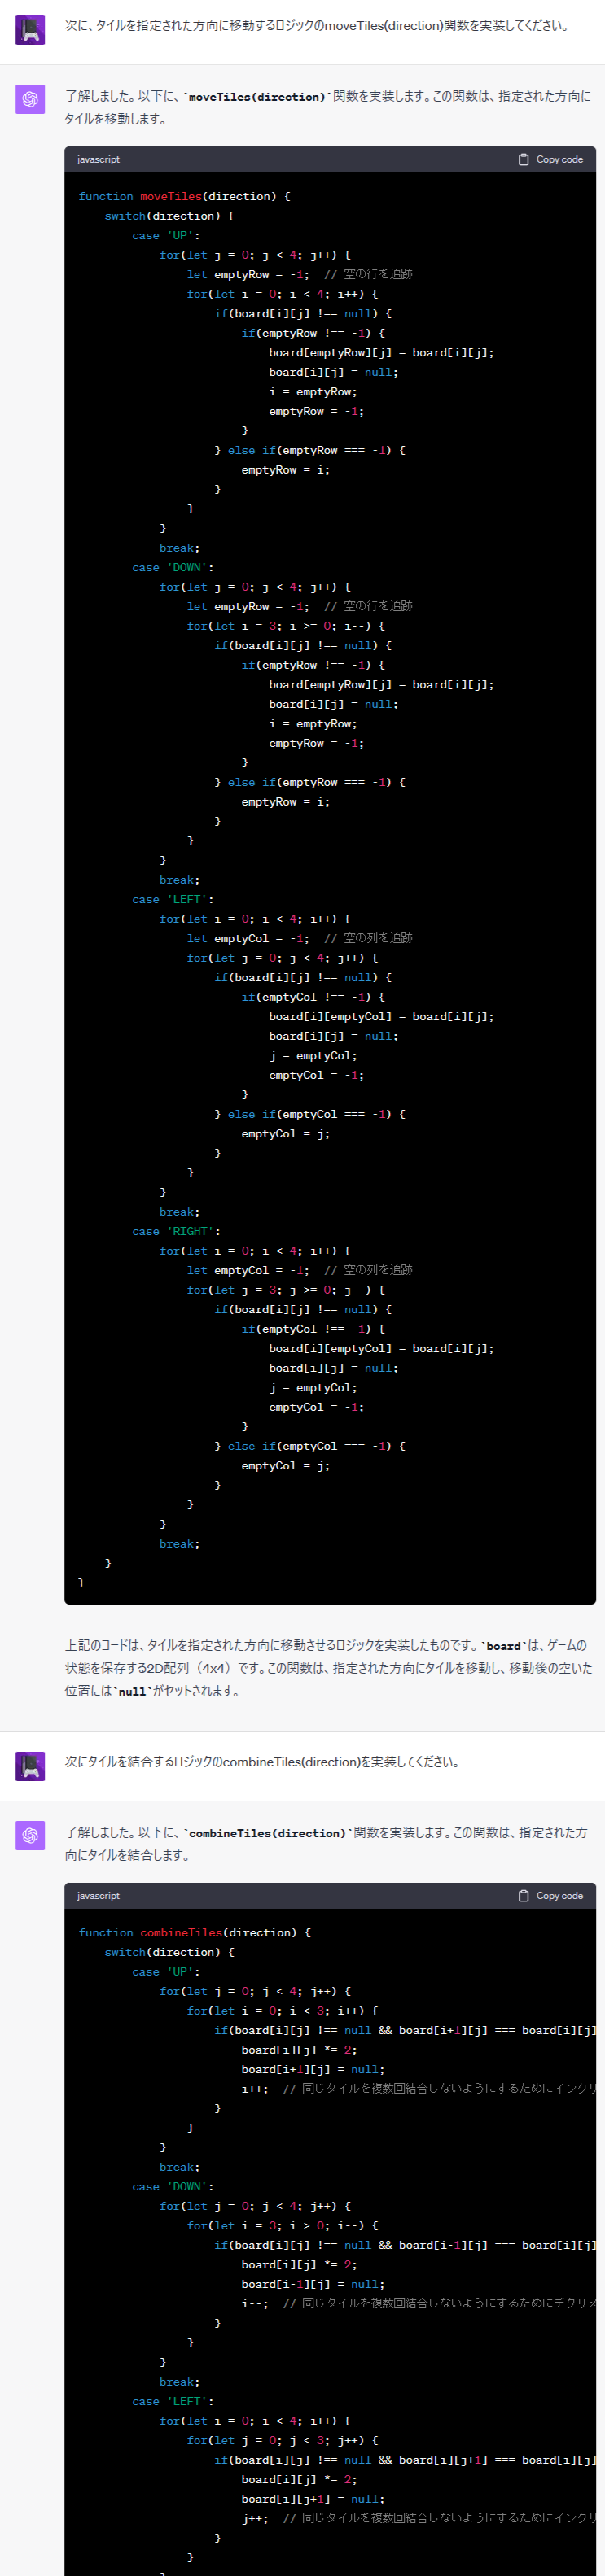 次に、タイルを指定された方向に移動するロジックのmoveTiles(direction)関数を実装してください。
了解しました。以下に、`moveTiles(direction)`関数を実装します。この関数は、指定された方向に
タイルを移動します。
javascript Copy code
function moveTiles(direction) {
    switch(direction) {
        case 'UP':
            for(let j = 0; j < 4; j++) {
                let emptyRow = -1;  // 空の行を追跡
                for(let i = 0; i < 4; i++) {
                    if(board[i][j] !== null) {
                        if(emptyRow !== -1) {
                            board[emptyRow][j] = board[i][j];
                            board[i][j] = null;
                            i = emptyRow;
                            emptyRow = -1;
                        }
                    } else if(emptyRow === -1) {
                        emptyRow = i;
                    }
                }
            }
            break;
        case 'DOWN':
            for(let j = 0; j < 4; j++) {
                let emptyRow = -1;  // 空の行を追跡
                for(let i = 3; i >= 0; i--) {
                    if(board[i][j] !== null) {
                        if(emptyRow !== -1) {
                            board[emptyRow][j] = board[i][j];
                            board[i][j] = null;
                            i = emptyRow;
                            emptyRow = -1;
                        }
                    } else if(emptyRow === -1) {
                        emptyRow = i;
                    }
                }
            }
            break;
        case 'LEFT':
            for(let i = 0; i < 4; i++) {
                let emptyCol = -1;  // 空の列を追跡
                for(let j = 0; j < 4; j++) {
                    if(board[i][j] !== null) {
                        if(emptyCol !== -1) {
                            board[i][emptyCol] = board[i][j];
                            board[i][j] = null;
                            j = emptyCol;
                            emptyCol = -1;
                        }
                    } else if(emptyCol === -1) {
                        emptyCol = j;
                    }
                }
            }
            break;
        case 'RIGHT':
            for(let i = 0; i < 4; i++) {
                let emptyCol = -1;  // 空の列を追跡
                for(let j = 3; j >= 0; j--) {
                    if(board[i][j] !== null) {
                        if(emptyCol !== -1) {
                            board[i][emptyCol] = board[i][j];
                            board[i][j] = null;
                            j = emptyCol;
                            emptyCol = -1;
                        }
                    } else if(emptyCol === -1) {
                        emptyCol = j;
                    }
                }
            }
            break;
    }
}
上記のコードは、タイルを指定された方向に移動させるロジックを実装したものです。`board`は、ゲームの
状態を保存する2D配列（4x4）です。この関数は、指定された方向にタイルを移動し、移動後の空いた
位置には`null`がセットされます。
次にタイルを結合するロジックのcombineTiles(direction)を実装してください。
了解しました。以下に、`combineTiles(direction)`関数を実装します。この関数は、指定された方
向にタイルを結合します。
javascript Copy code
function combineTiles(direction) {
    switch(direction) {
        case 'UP':
            for(let j = 0; j < 4; j++) {
                for(let i = 0; i < 3; i++) {
                    if(board[i][j] !== null && board[i+1][j] === board[i][j]
                        board[i][j] *= 2;
                        board[i+1][j] = null;
                        i++;  // 同じタイルを複数回結合しないようにするためにインクリ
                    }
                }
            }
            break;
        case 'DOWN':
            for(let j = 0; j < 4; j++) {
                for(let i = 3; i > 0; i--) {
                    if(board[i][j] !== null && board[i-1][j] === board[i][j]
                        board[i][j] *= 2;
                        board[i-1][j] = null;
                        i--;  // 同じタイルを複数回結合しないようにするためにデクリメ
                    }
                }
            }
            break;
        case 'LEFT':
            for(let i = 0; i < 4; i++) {
                for(let j = 0; j < 3; j++) {
                    if(board[i][j] !== null && board[i][j+1] === board[i][j]
                        board[i][j] *= 2;
                        board[i][j+1] = null;
                        j++;  // 同じタイルを複数回結合しないようにするためにインクリ
                    }
                }